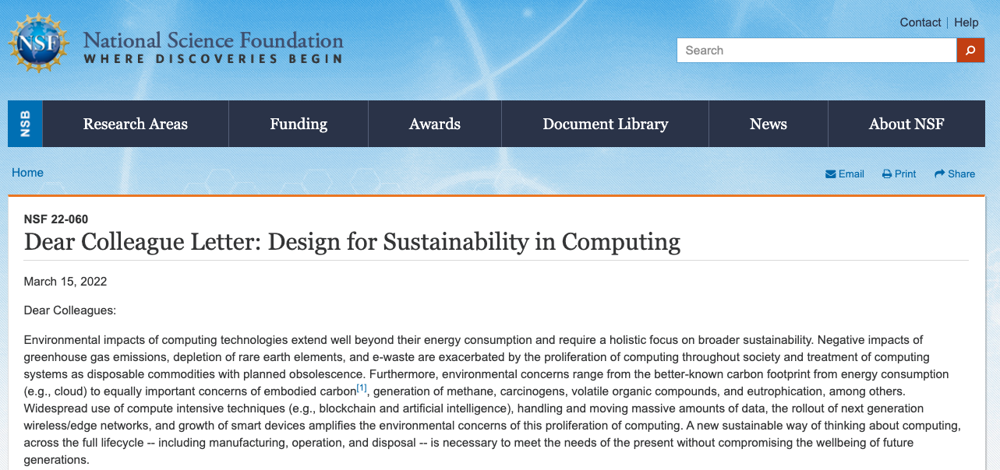 Contact | Help
NSF National Science Foundation
WHERE DISCOVERIES BEGIN
Search
NSB Research Areas Funding Awards Document Library News About NSF
Home Email Print Share
NSF 22-060
Dear Colleague Letter: Design for Sustainability in Computing
March 15, 2022
Dear Colleagues:
Environmental impacts of computing technologies extend well beyond their energy consumption and require a holistic focus on broader sustainability. Negative impacts of
greenhouse gas emissions, depletion of rare earth elements, and e-waste are exacerbated by the proliferation of computing throughout society and treatment of computing
systems as disposable commodities with planned obsolescence. Furthermore, environmental concerns range from the better-known carbon footprint from energy consumption
(e.g., cloud) to equally important concerns of embodied carbon[1], generation of methane, carcinogens, volatile organic compounds, and eutrophication, among others.
Widespread use of compute intensive techniques (e.g., blockchain and artificial intelligence), handling and moving massive amounts of data, the rollout of next generation
wireless/edge networks, and growth of smart devices amplifies the environmental concerns of this proliferation of computing. A new sustainable way of thinking about computing,
across the full lifecycle -- including manufacturing, operation, and disposal -- is necessary to meet the needs of the present without compromising the wellbeing of future
generations.